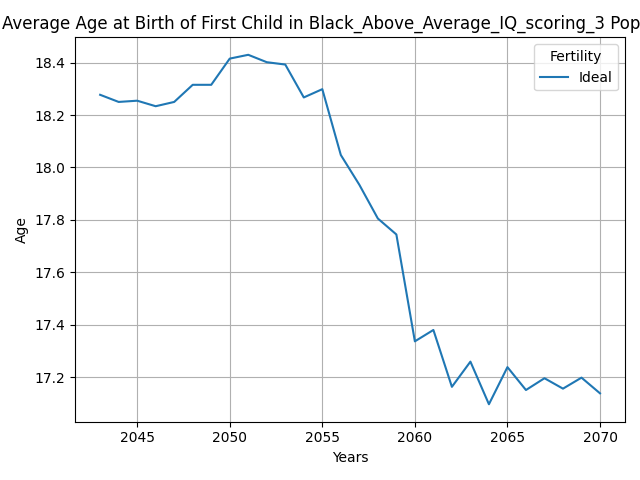 Average Age at Birth of First Child in Black_Above_Average_IQ_scoring_3 Pop
Fertility
Ideal
18.4
18.2
18.0
17.8
17.6
17.4
17.2
Age
2045 2050 2055 2060 2065 2070
Years